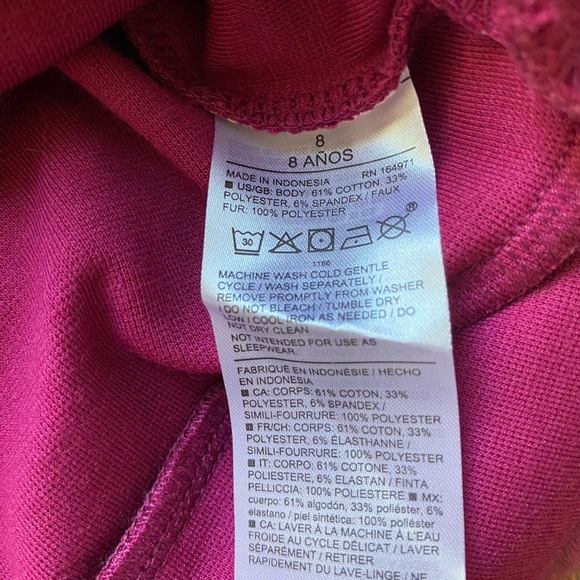 8
8 AÑOS
MADE IN INDONESIA RN 164971
■ US/GB: BODY: 61% COTTON, 33%
POLYESTER, 6% SPANDEX / FAUX
FUR: 100% POLYESTER
30
®
1186
MACHINE WASH COLD GENTLE
CYCLE / WASH SEPARATELY /
REMOVE PROMPTLY FROM WASHER
/ DO NOT BLEACH / TUMBLE DRY
LOW / COOL IRON AS NEEDED / DO
NOT DRY CLEAN
NOT INTENDED FOR USE AS
SLEEPWEAR.
FABRIQUÉ EN INDONÉSIE / HECHO
EN INDONESIA
■ CA: CORPS: 61% COTON, 33%
POLYESTER, 6% SPANDEX /
SIMILI-FOURRURE: 100% POLYESTER
■ FR/CH: CORPS: 61% COTON, 33%
POLYESTER, 6% ÉLASTHANNE /
SIMILI-FOURRURE: 100% POLYESTER
■ IT: CORPO: 61% COTONE, 33%
POLIESTERE, 6% ELASTAN / FINTA
PELLICCIA: 100% POLIESTERE ■ MX:
cuerpo: 61% algodón, 33% poliéster, 6%
elastano / piel sintética: 100% poliéster
■ CA: LAVER À LA MACHINE À L'EAU
FROIDE AU CYCLE DÉLICAT / LAVER
SÉPARÉMENT / RETIRER
RAPIDEMENT DU LAVE-LINGE / NE